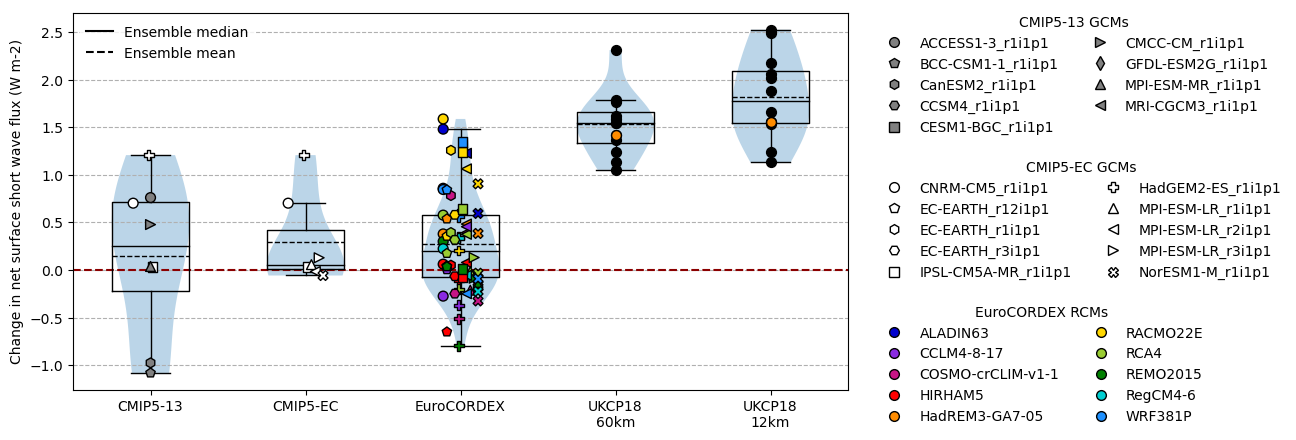 Change in net surface short wave flux (W m-2)
2.5
2.0
1.5
1.0
0.5
0.0
−0.5
−1.0
Ensemble median
Ensemble mean
CMIP5-13
CMIP5-EC
EuroCORDEX
UKCP18
60km
UKCP18
12km
CMIP5-13 GCMs
ACCESS1-3_r1i1p1
BCC-CSM1-1_r1i1p1
CanESM2_r1i1p1
CCSM4_r1i1p1
CESM1-BGC_r1i1p1
CMCC-CM_r1i1p1
GFDL-ESM2G_r1i1p1
MPI-ESM-MR_r1i1p1
MRI-CGCM3_r1i1p1
CMIP5-EC GCMs
CNRM-CM5_r1i1p1
EC-EARTH_r12i1p1
EC-EARTH_r1i1p1
EC-EARTH_r3i1p1
IPSL-CM5A-MR_r1i1p1
HadGEM2-ES_r1i1p1
MPI-ESM-LR_r1i1p1
MPI-ESM-LR_r2i1p1
MPI-ESM-LR_r3i1p1
NorESM1-M_r1i1p1
EuroCORDEX RCMs
ALADIN63
CCLM4-8-17
COSMO-crCLIM-v1-1
HIRHAM5
HadREM3-GA7-05
RACMO22E
RCA4
REMO2015
RegCM4-6
WRF381P